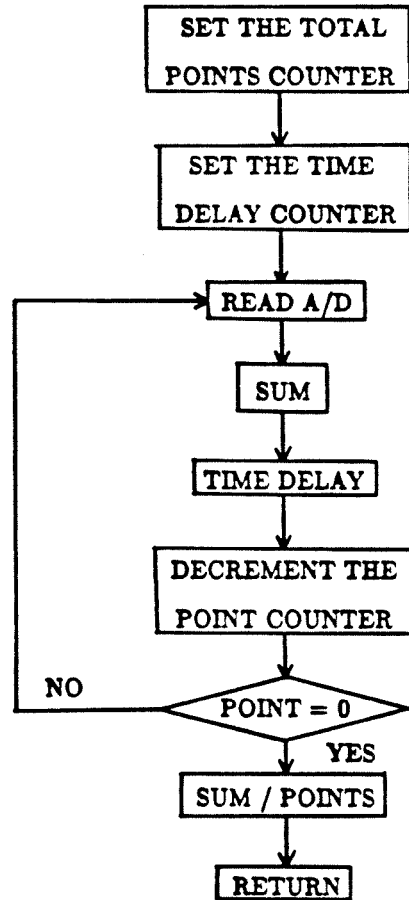 SET THE TOTAL
POINTS COUNTER
SET THE TIME
DELAY COUNTER
READ A/D
SUM
TIME DELAY
DECREMENT THE
POINT COUNTER
NO
POINT = 0
YES
SUM / POINTS
RETURN